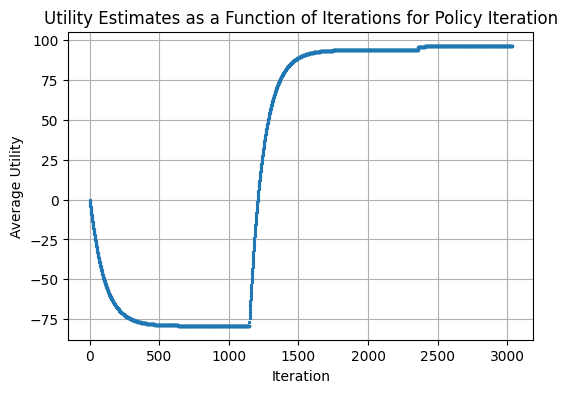 Utility Estimates as a Function of Iterations for Policy Iteration
100
75
50
25
0
−25
−50
−75
Average Utility
0 500 1000 1500 2000 2500 3000
Iteration